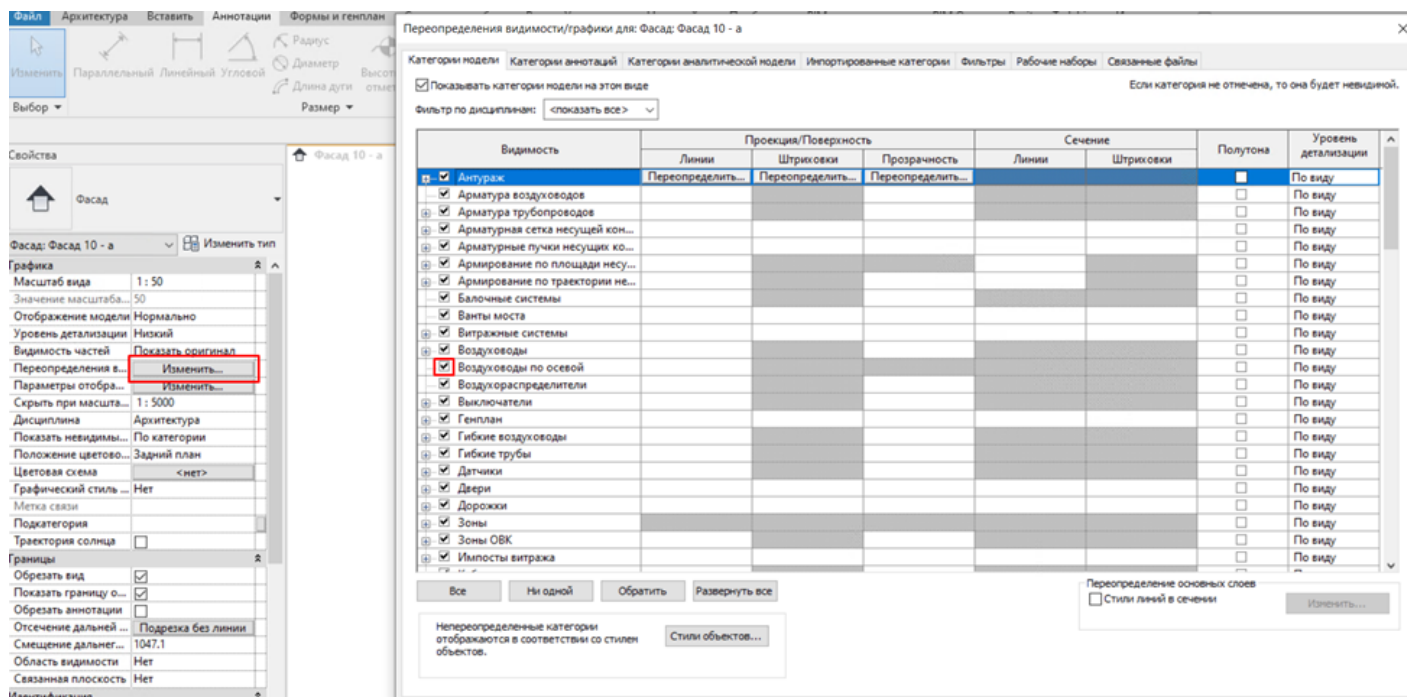 Файл Архитектура Вставить Аннотации Формы и генплан
Изменить
Параллельный Линейный Угловой
Радиус
Диаметр
Длина дуги
Выбор
Размер
Свойства
Фасад
Фасад: Фасад 10 - а
Изменить тип
Графика
Масштаб вида 1 : 50
Значение масштаба... 50
Отображение модели Нормально
Уровень детализации Низкий
Видимость частей Показать оригинал
Переопределения в... Изменить...
Параметры отобра... Изменить...
Скрыть при масшта... 1 : 5000
Дисциплина Архитектура
Показать невидимы... По категории
Положение цветово... Задний план
Цветовая схема <нет>
Графический стиль ... Нет
Метка связи
Подкатегория
Траектория солнца
Границы
Обрезать вид
Показать границу о...
Обрезать аннотации
Отсечение дальней ... Подрезка без линии
Смещение дальнег... 1047.1
Область видимости Нет
Связанная плоскость Нет
Фасад 10 - а
Переопределения видимости/графики для: Фасад: Фасад 10 - а
Категории модели Категории аннотаций Категории аналитической модели Импортированные категории Фильтры Рабочие наборы Связанные файлы
Показывать категории модели на этом виде
Если категория не отмечена, то она будет невидимой.
Фильтр по дисциплинам: <показать все>
Видимость Проекция/Поверхность Сечение Полутона Уровень детализации
Линии Штриховки Прозрачность Линии Штриховки
Антураж Переопределить... Переопределить... Переопределить... По виду
Арматура воздуховодов По виду
Арматура трубопроводов По виду
Арматурная сетка несущей кон... По виду
Арматурные пучки несущих ко... По виду
Армирование по площади несу... По виду
Армирование по траектории не... По виду
Балочные системы По виду
Ванты моста По виду
Витражные системы По виду
Воздуховоды По виду
Воздуховоды по осевой По виду
Воздухораспределители По виду
Выключатели По виду
Генплан По виду
Гибкие воздуховоды По виду
Гибкие трубы По виду
Датчики По виду
Двери По виду
Дорожки По виду
Зоны По виду
Зоны ОВК По виду
Импосты витража По виду
Все Ни одной Обратить Развернуть все
Непереопределенные категории
отображаются в соответствии со стилем
объектов.
Стили объектов...
Переопределение основных слоев
Стили линий в сечении
Изменить...